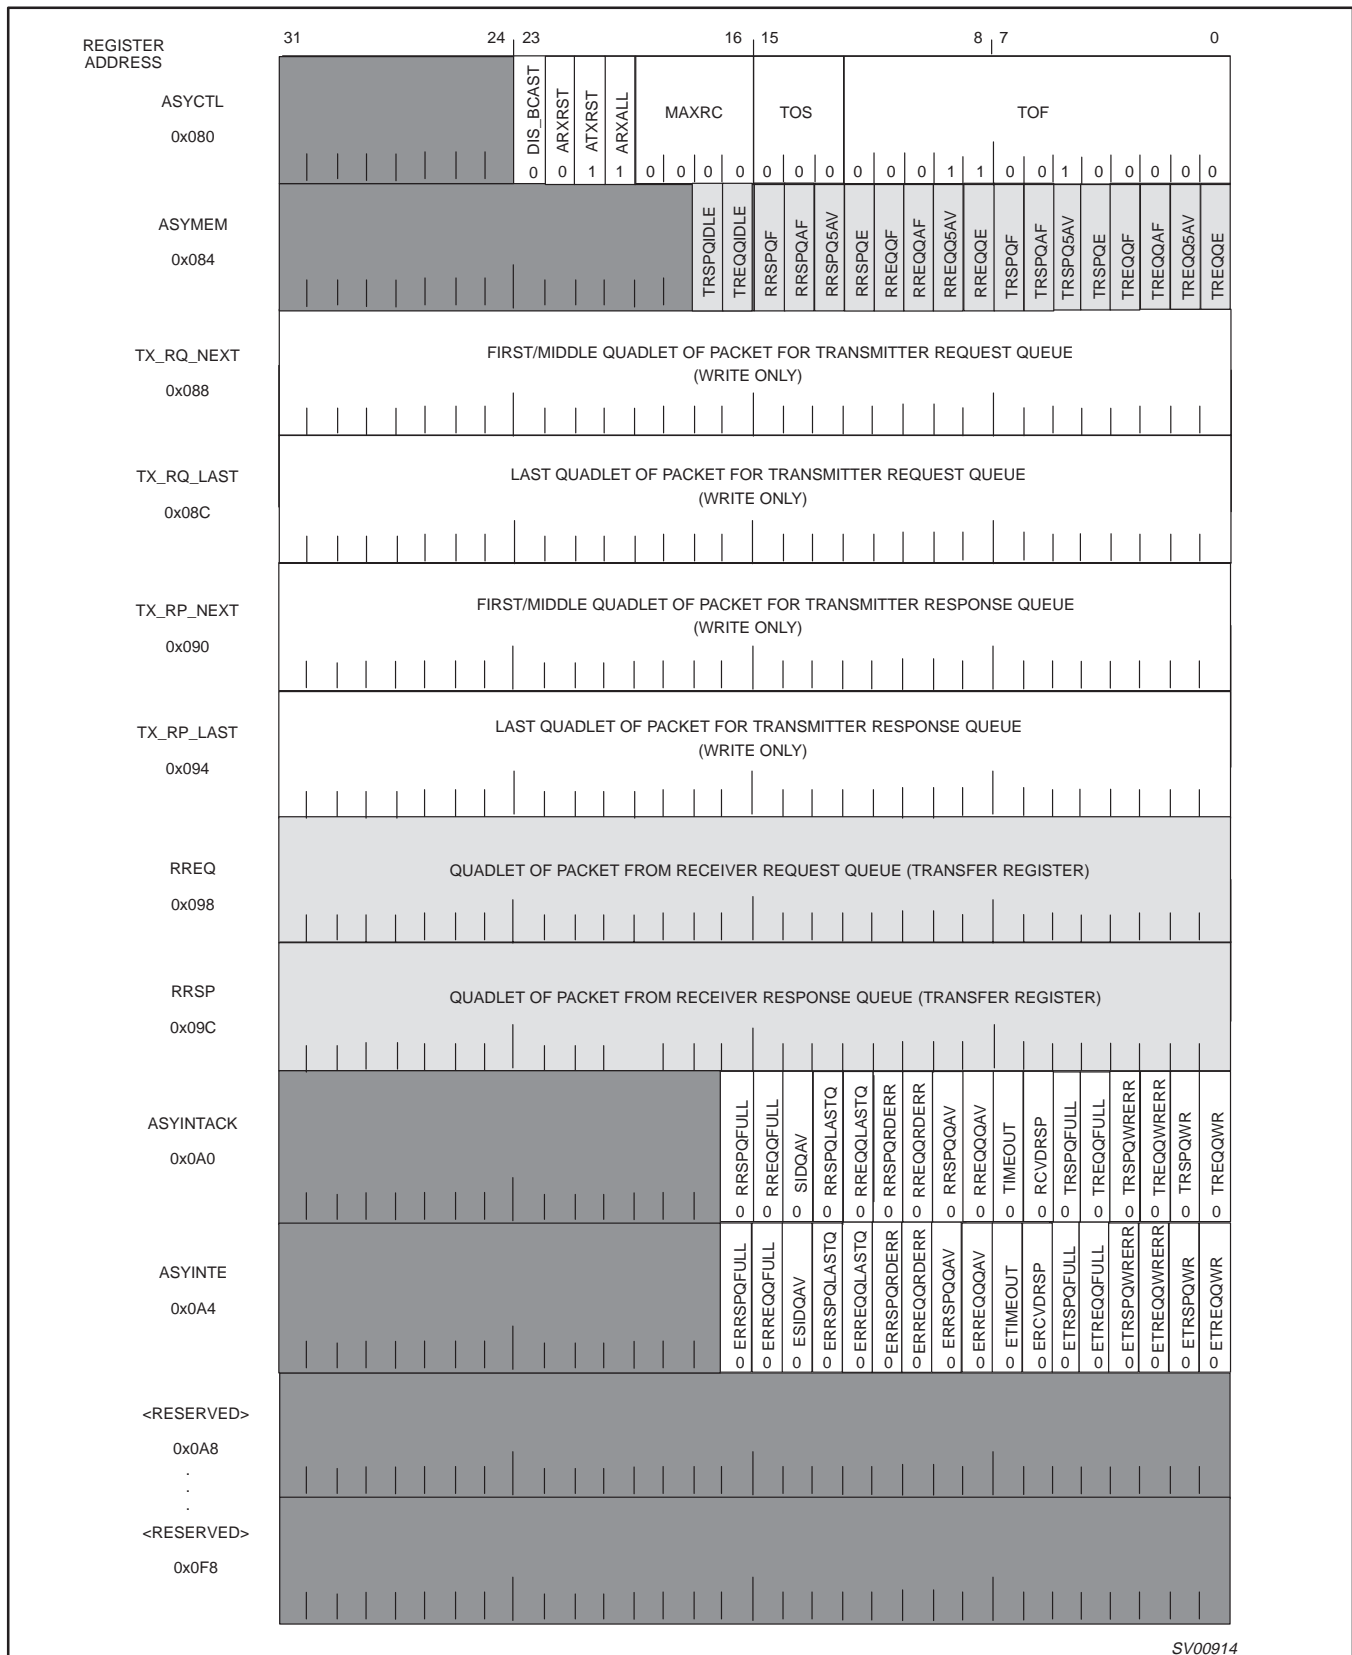 31 24 23 16 15 8 7 0
REGISTER
ADDRESS
ASYCTL
0x080
DIS_BCAST
ARXRST
ATXRST
ARXALL
MAXRC
TOS
TOF
0 0 1 1 0 0 0 0 0 0 0 0 0 0 1 1 0 0 1 0 0 0 0 0
ASYMEM
0x084
TRSPQIDLE
TREQQIDLE
RRSPQF
RRSPQAF
RRSPQ5AV
RRSPQE
RREQQF
RREQQAF
RREQQ5AV
RREQQE
TRSPQF
TRSPQAF
TRSPQ5AV
TRSPQE
TREQQF
TREQQAF
TREQQ5AV
TREQQE
TX_RQ_NEXT
0x088
FIRST/MIDDLE QUADLET OF PACKET FOR TRANSMITTER REQUEST QUEUE
(WRITE ONLY)
TX_RQ_LAST
0x08C
LAST QUADLET OF PACKET FOR TRANSMITTER REQUEST QUEUE
(WRITE ONLY)
TX_RP_NEXT
0x090
FIRST/MIDDLE QUADLET OF PACKET FOR TRANSMITTER RESPONSE QUEUE
(WRITE ONLY)
TX_RP_LAST
0x094
LAST QUADLET OF PACKET FOR TRANSMITTER RESPONSE QUEUE
(WRITE ONLY)
RREQ
0x098
QUADLET OF PACKET FROM RECEIVER REQUEST QUEUE (TRANSFER REGISTER)
RRSP
0x09C
QUADLET OF PACKET FROM RECEIVER RESPONSE QUEUE (TRANSFER REGISTER)
ASYINTACK
0x0A0
RRSPQFULL
RREQQFULL
SIDQAV
RRSPQLASTQ
RREQQLASTQ
RRSPQRDERR
RREQQRDERR
RRSPQQAV
RREQQQAV
TIMEOUT
RCVDRSP
TRSPQFULL
TREQQFULL
TRSPQWRERR
TREQQWRERR
TRSPQWR
TREQQWR
0 0 0 0 0 0 0 0 0 0 0 0 0 0 0 0 0
ASYINTE
0x0A4
ERRSPQFULL
ERREQQFULL
ESIDQAV
ERRSPQLASTQ
ERREQQLASTQ
ERRSPQRDERR
ERREQQRDERR
ERRSPQQAV
ERREQQQAV
ETIMEOUT
ERCVDRSP
ETRSPQFULL
ETREQQFULL
ETRSPQWRERR
ETREQQWRERR
ETRSPQWR
ETREQQWR
0 0 0 0 0 0 0 0 0 0 0 0 0 0 0 0 0
<RESERVED>
0x0A8
.
.
.
<RESERVED>
0x0F8
SV00914